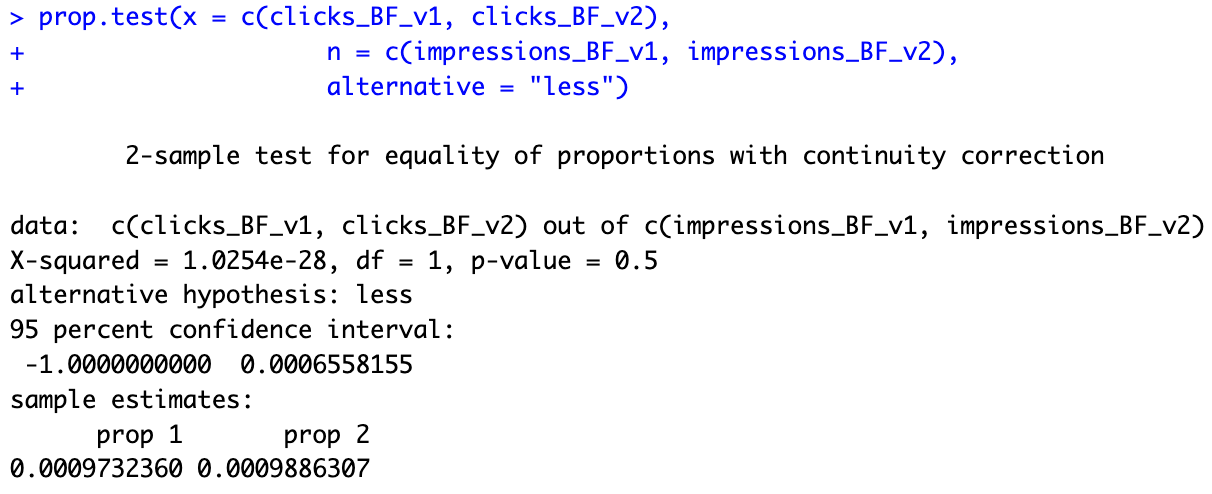 > prop.test(x = c(clicks_BF_v1, clicks_BF_v2),
+                     n = c(impressions_BF_v1, impressions_BF_v2),
+                     alternative = "less")
2-sample test for equality of proportions with continuity correction
data:  c(clicks_BF_v1, clicks_BF_v2) out of c(impressions_BF_v1, impressions_BF_v2)
X-squared = 1.0254e-28, df = 1, p-value = 0.5
alternative hypothesis: less
95 percent confidence interval:
 -1.0000000000  0.0006558155
sample estimates:
      prop 1       prop 2
0.0009732360 0.0009886307